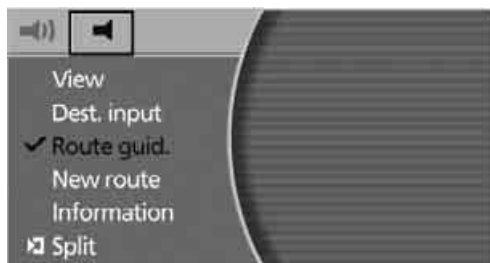 View
Dest. input
Route guid.
New route
Information
Split